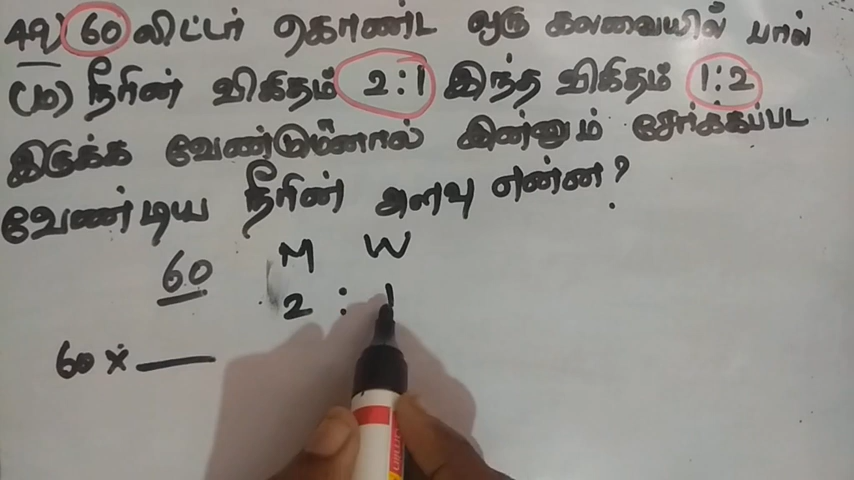 49) 60 லிட்டர் கொண்ட ஒரு கலவையில் பால்
(ம) நீரின் விகிதம் 2:1 இந்த விகிதம் 1:2
இருக்க வேண்டுமெனில் இன்னும் சேர்க்கப்பட
வேண்டிய நீரின் அளவு என்ன?
60 M W
2 : 1
60 ×